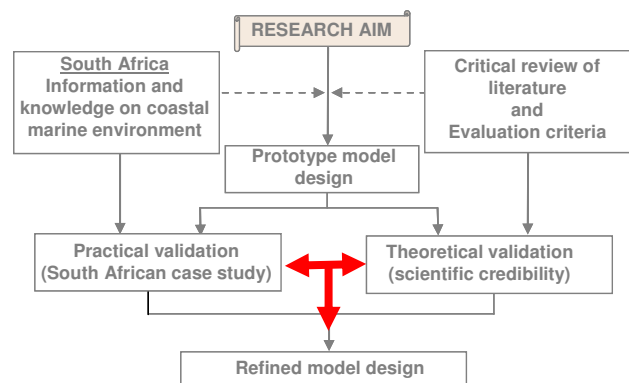 RESEARCH AIM
South Africa
Information and
knowledge on coastal
marine environment
Critical review of
literature
and
Evaluation criteria
Prototype model
design
Practical validation
(South African case study)
Theoretical validation
(scientific credibility)
Refined model design